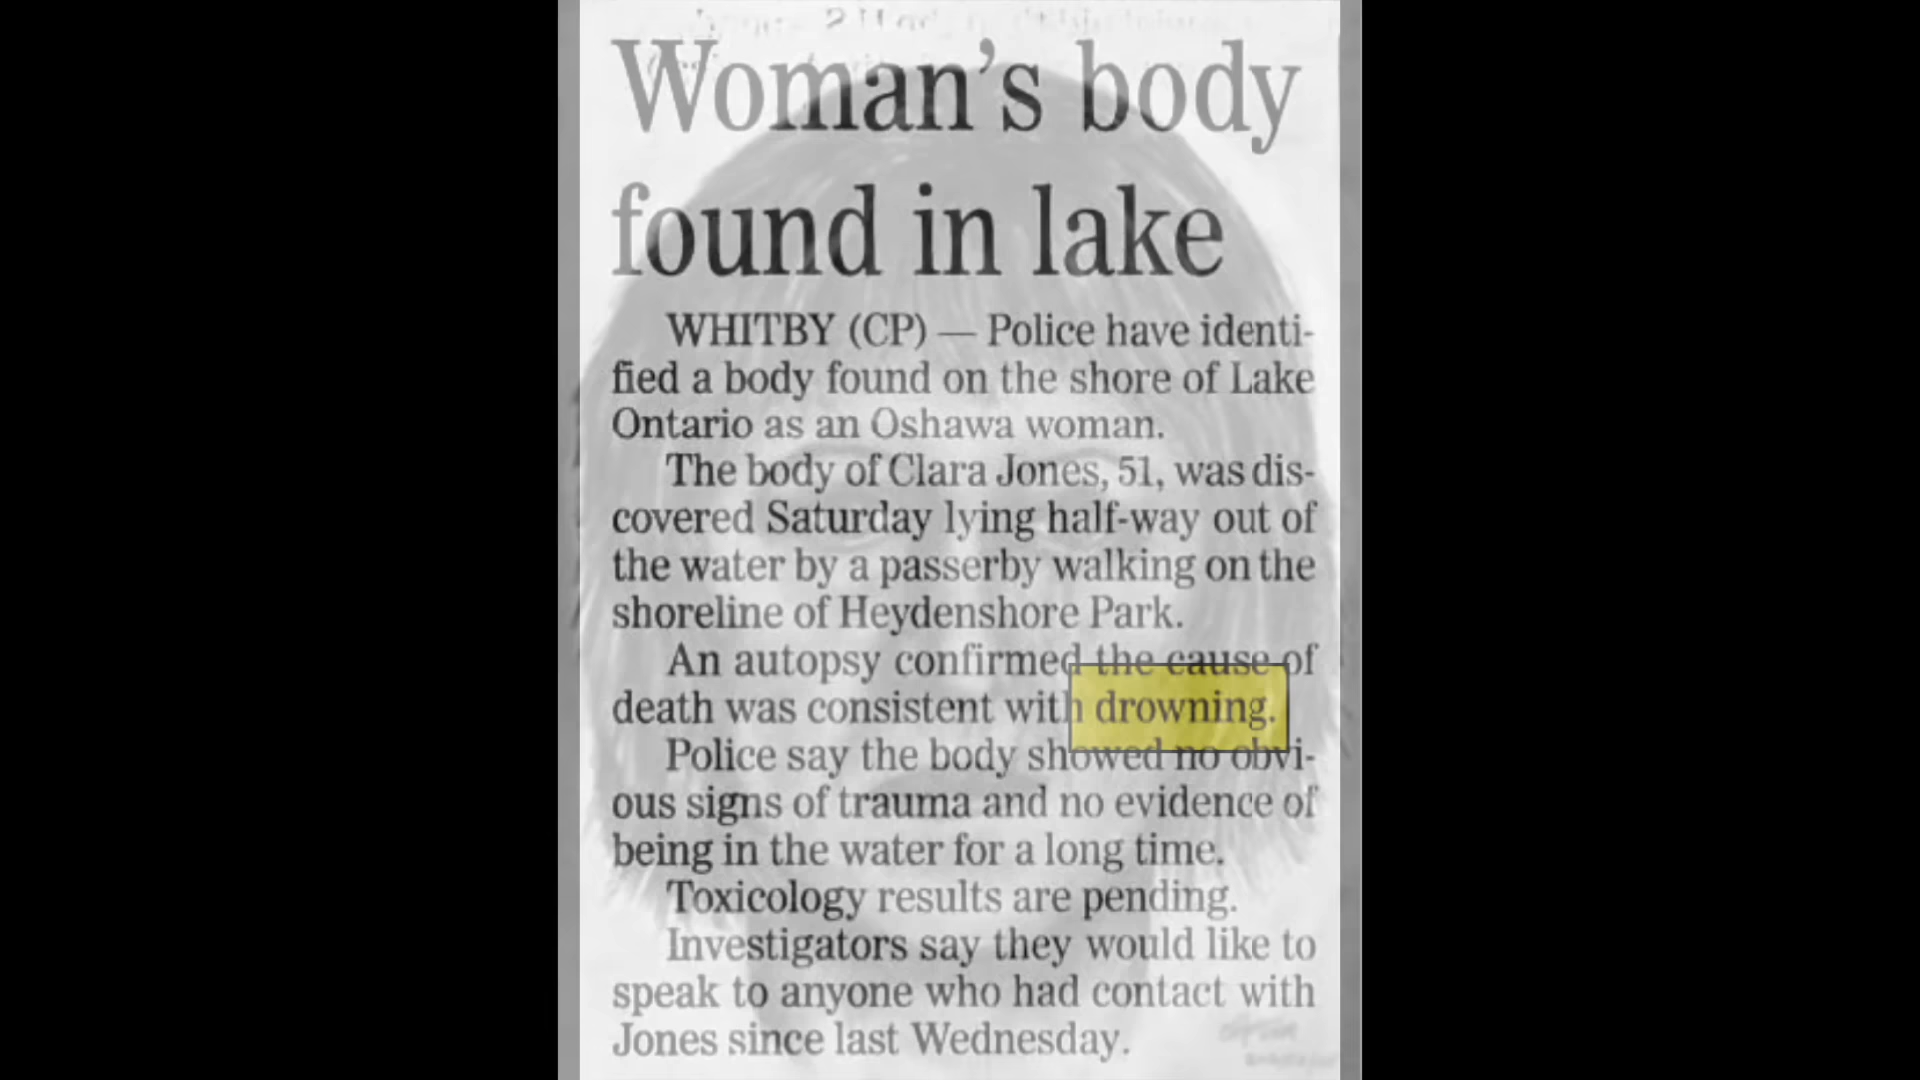 Woman's body
found in lake
WHITBY (CP) — Police have identi-
fied a body found on the shore of Lake
Ontario as an Oshawa woman.
The body of Clara Jones, 51, was dis-
covered Saturday lying half-way out of
the water by a passerby walking on the
shoreline of Heydenshore Park.
An autopsy confirmed the cause of
death was consistent with drowning.
Police say the body showed no obvi-
ous signs of trauma and no evidence of
being in the water for a long time.
Toxicology results are pending.
Investigators say they would like to
speak to anyone who had contact with
Jones since last Wednesday.